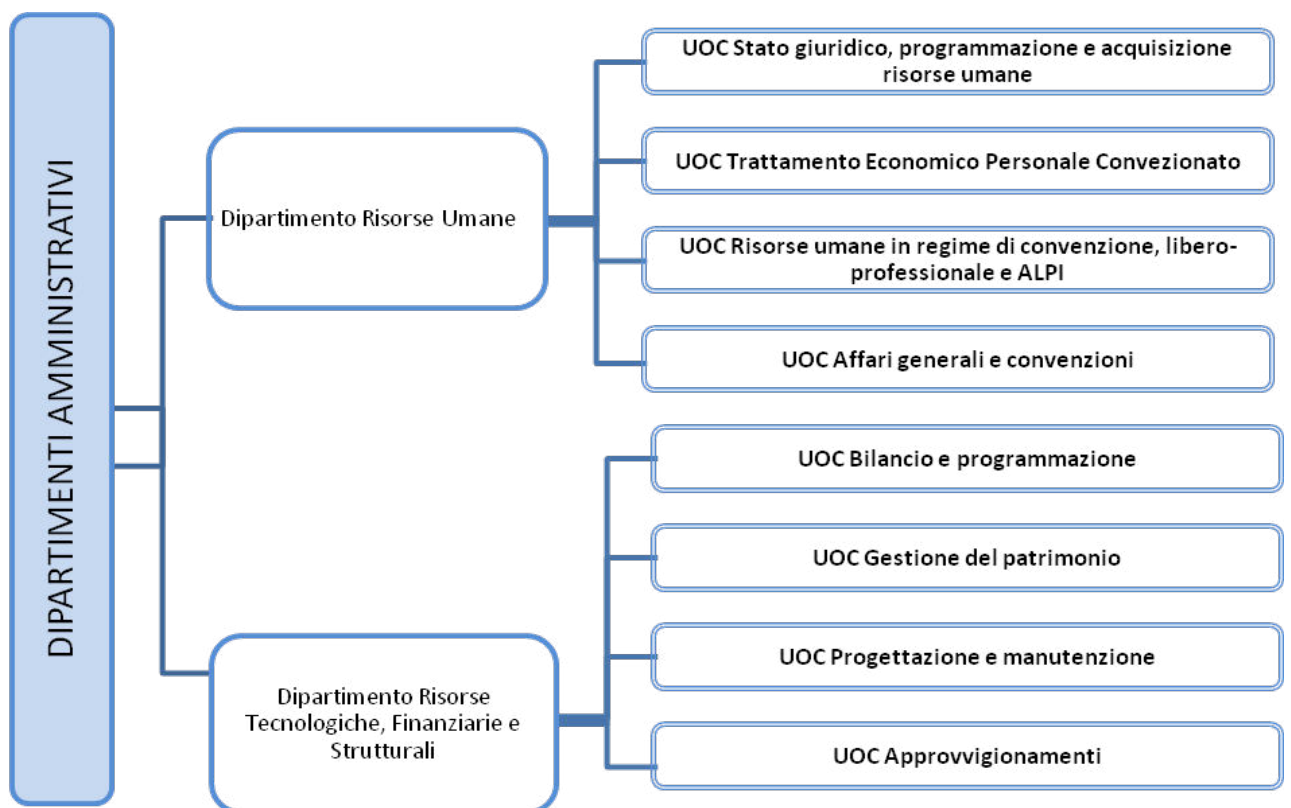 DIPARTIMENTI AMMINISTRATIVI
Dipartimento Risorse Umane
UOC Stato giuridico, programmazione e acquisizione
risorse umane
UOC Trattamento Economico Personale Convezionato
UOC Risorse umane in regime di convenzione, libero-
professionale e ALPI
UOC Affari generali e convenzioni
Dipartimento Risorse
Tecnologiche, Finanziarie e
Strutturali
UOC Bilancio e programmazione
UOC Gestione del patrimonio
UOC Progettazione e manutenzione
UOC Approvvigionamenti